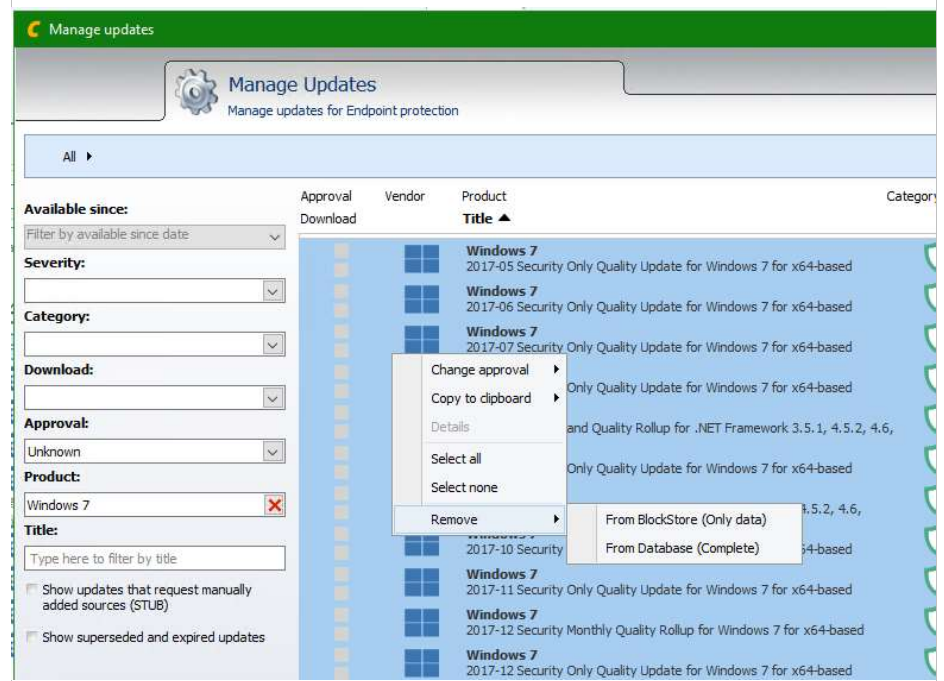 Manage updates
Manage Updates
Manage updates for Endpoint protection
All
Available since:
Filter by available since date
Severity:
Category:
Download:
Approval:
Unknown
Product:
Windows 7
Title:
Type here to filter by title
Show updates that request manually
added sources (STUB)
Show superseded and expired updates
Approval Vendor Product Category
Download Title
Windows 7
2017-05 Security Only Quality Update for Windows 7 for x64-based
Windows 7
2017-06 Security Only Quality Update for Windows 7 for x64-based
Windows 7
2017-07 Security Only Quality Update for Windows 7 for x64-based
Only Quality Update for Windows 7 for x64-based
and Quality Rollup for .NET Framework 3.5.1, 4.5.2, 4.6,
Only Quality Update for Windows 7 for x64-based
4.5.2, 4.6,
2017-10 Security
x64-based
Windows 7
2017-11 Security Only Quality Update for Windows 7 for x64-based
Windows 7
2017-12 Security Monthly Quality Rollup for Windows 7 for x64-based
Windows 7
2017-12 Security Only Quality Update for Windows 7 for x64-based
Change approval
Copy to clipboard
Details
Select all
Select none
Remove
From BlockStore (Only data)
From Database (Complete)